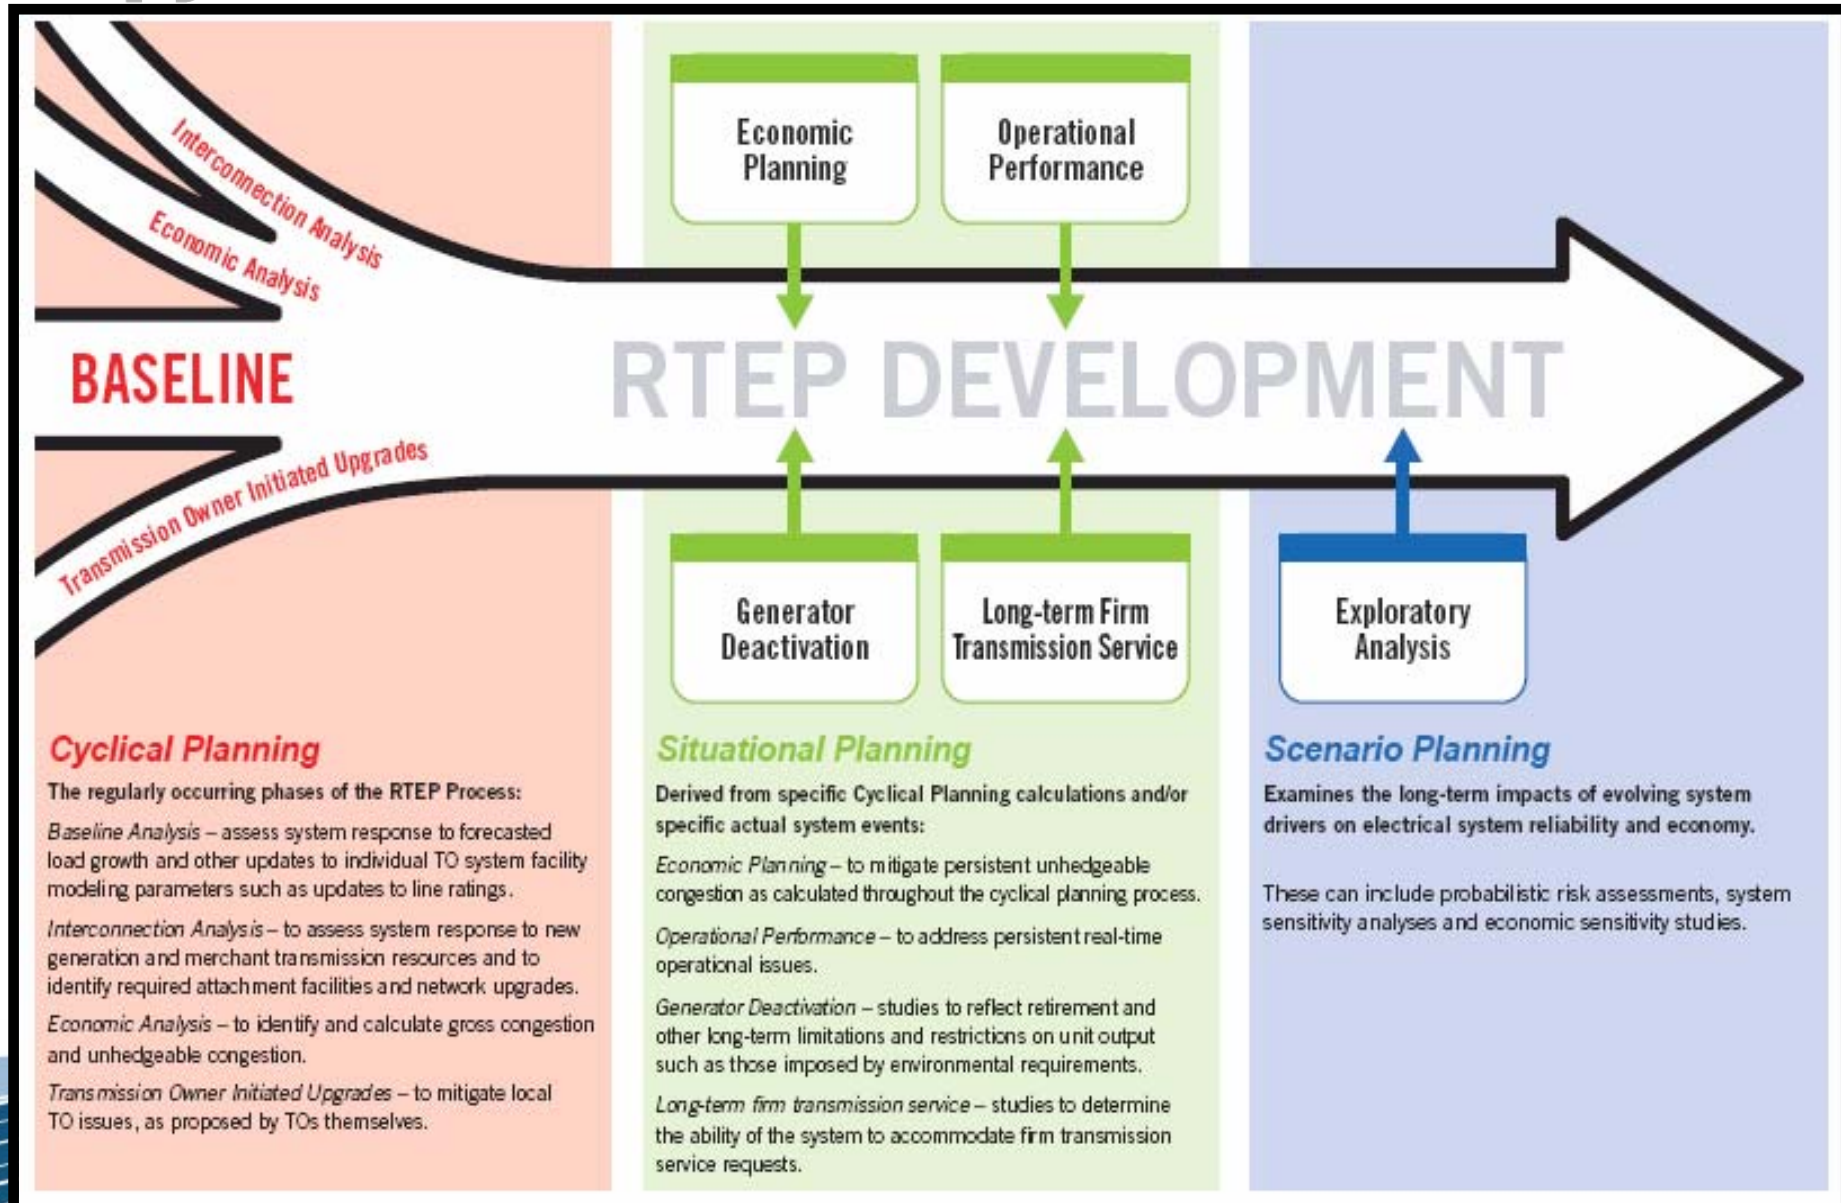 Interconnection Analysis
Economic Analysis
BASELINE
Transmission Owner Initiated Upgrades
Economic
Planning
Operational
Performance
RTEP DEVELOPMENT
Generator
Deactivation
Long-term Firm
Transmission Service
Exploratory
Analysis
Cyclical Planning
The regularly occurring phases of the RTEP Process:
Baseline Analysis – assess system response to forecasted
load growth and other updates to individual TO system facility
modeling parameters such as updates to line ratings.
Interconnection Analysis – to assess system response to new
generation and merchant transmission resources and to
identify required attachment facilities and network upgrades.
Economic Analysis – to identify and calculate gross congestion
and unhedgeable congestion.
Transmission Owner Initiated Upgrades – to mitigate local
TO issues, as proposed by TOs themselves.
Situational Planning
Derived from specific Cyclical Planning calculations and/or
specific actual system events:
Economic Planning – to mitigate persistent unhedgeable
congestion as calculated throughout the cyclical planning process.
Operational Performance – to address persistent real-time
operational issues.
Generator Deactivation – studies to reflect retirement and
other long-term limitations and restrictions on unit output
such as those imposed by environmental requirements.
Long-term firm transmission service – studies to determine
the ability of the system to accommodate firm transmission
service requests.
Scenario Planning
Examines the long-term impacts of evolving system
drivers on electrical system reliability and economy.
These can include probabilistic risk assessments, system
sensitivity analyses and economic sensitivity studies.